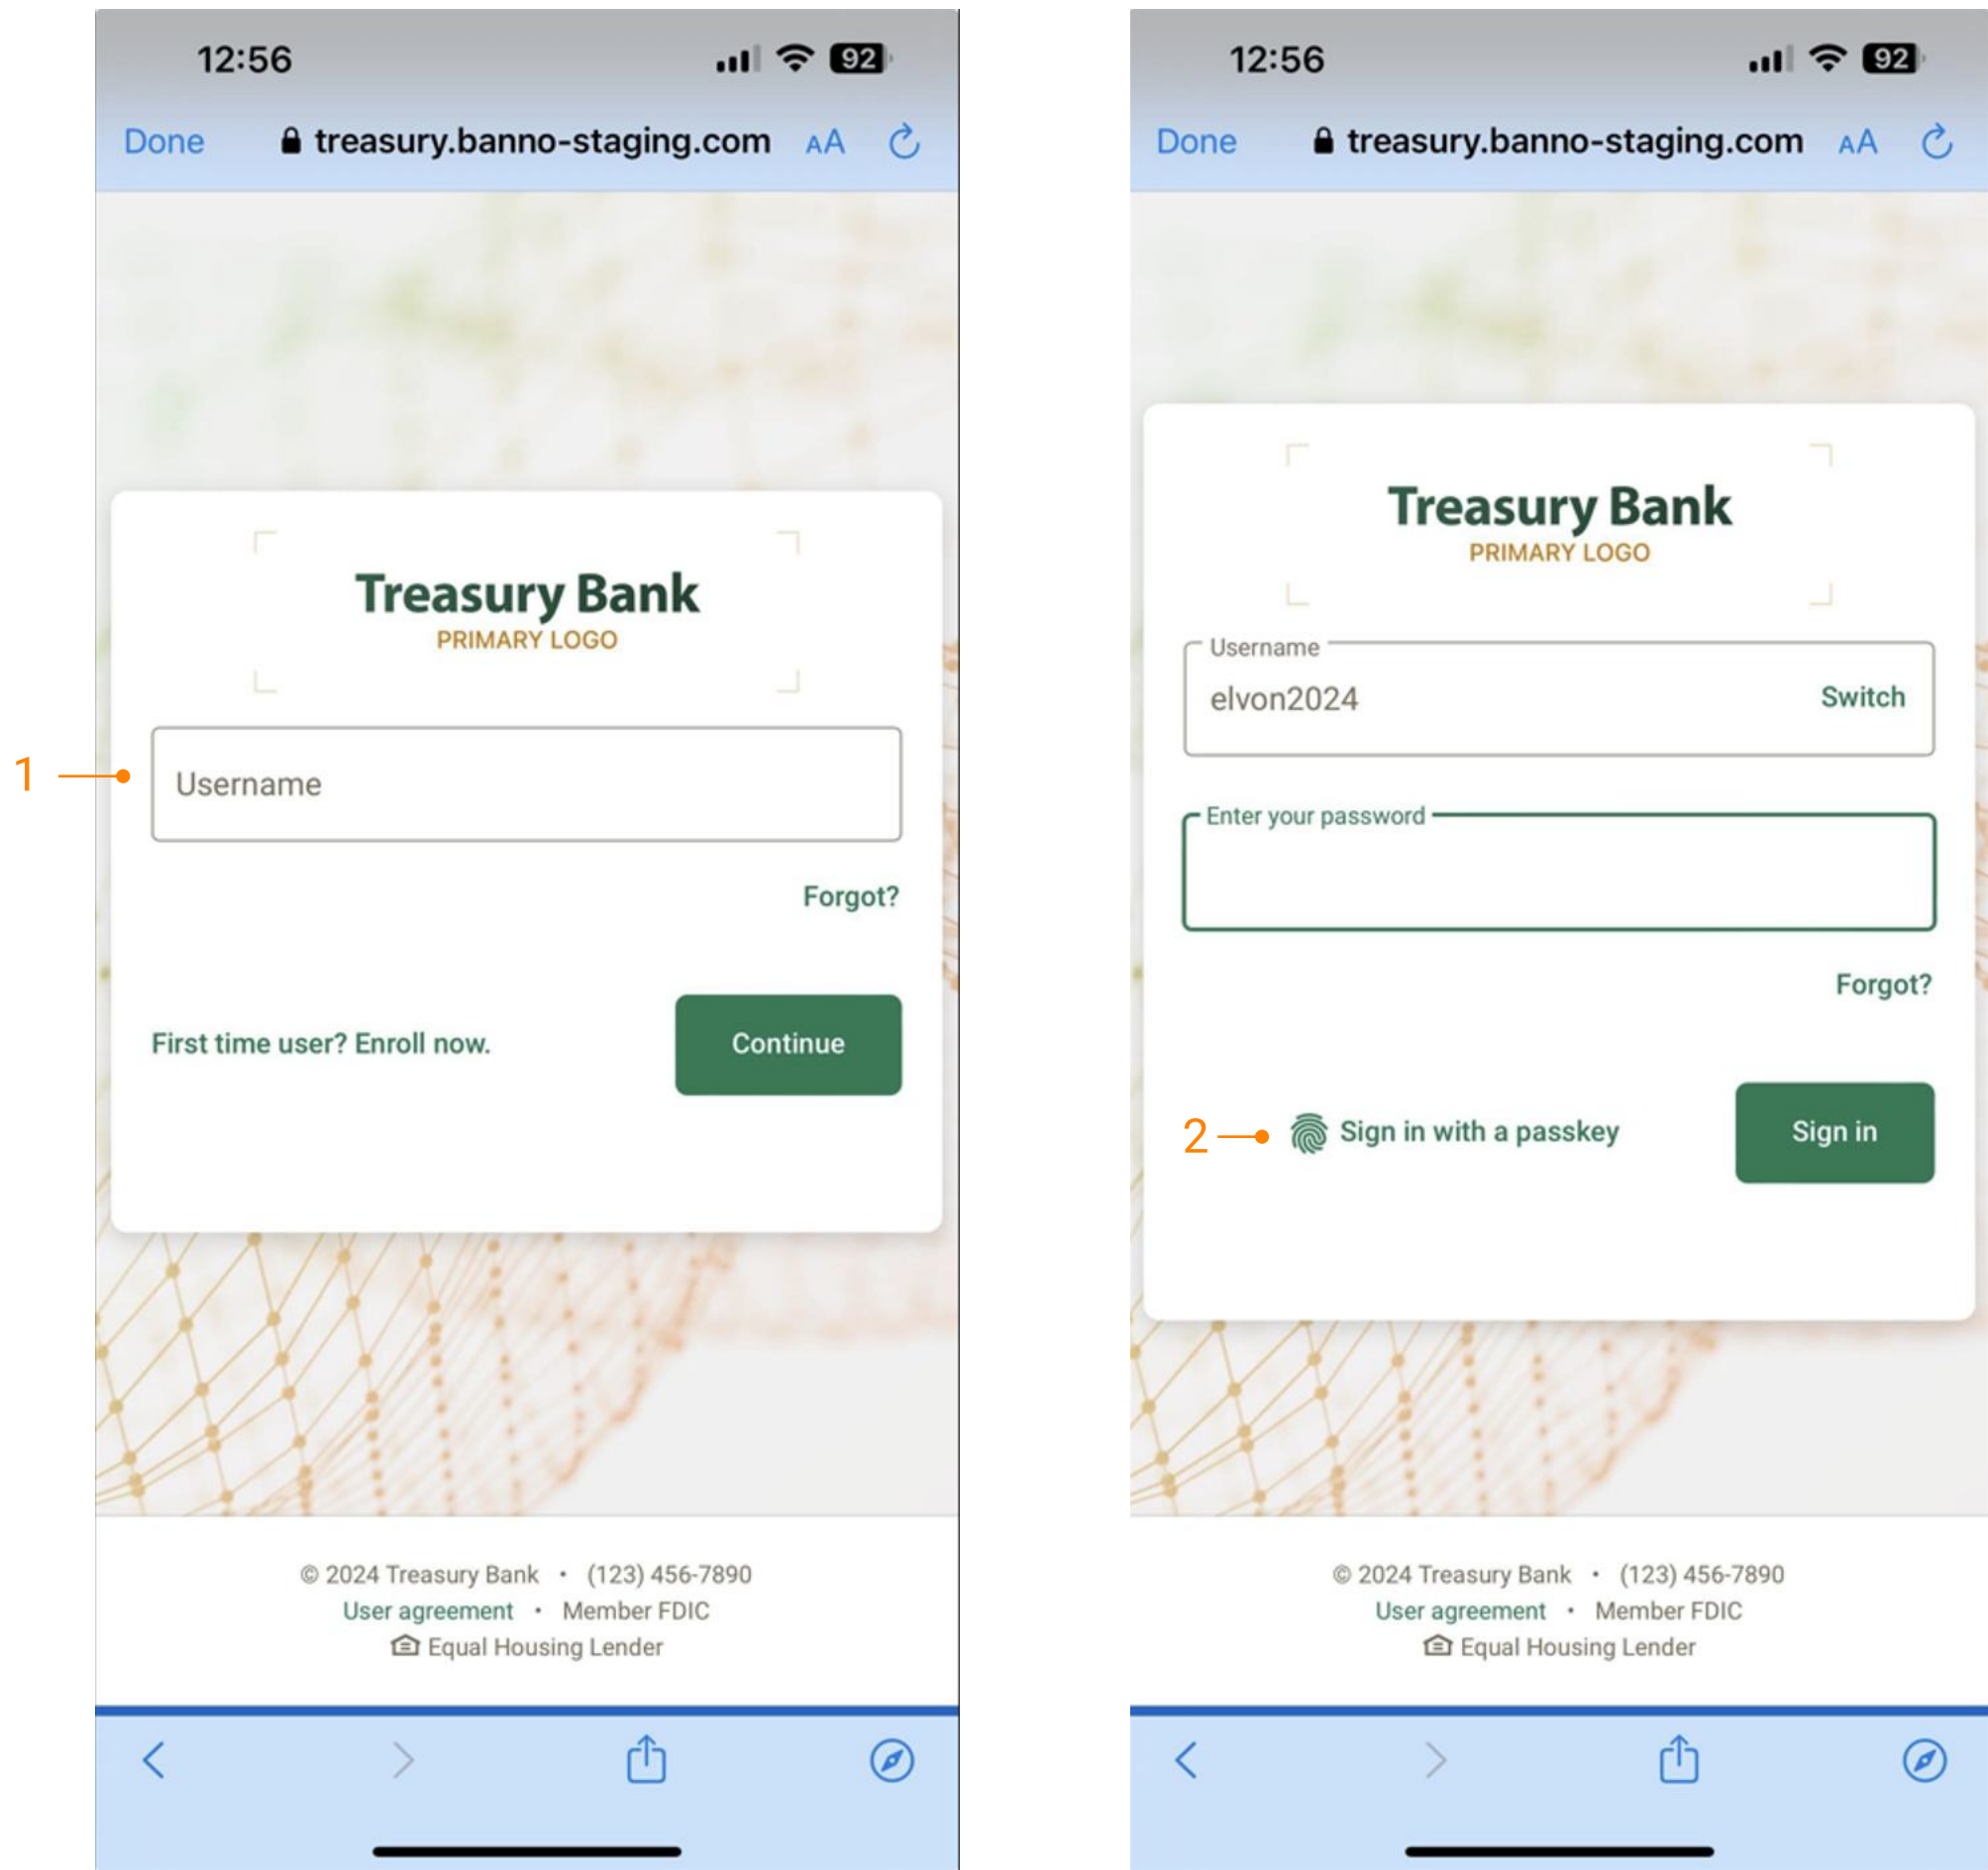 12:56 92
Done treasury.banno-staging.com AA
Treasury Bank
PRIMARY LOGO
1
Username
Forgot?
First time user? Enroll now.
Continue
© 2024 Treasury Bank • (123) 456-7890
User agreement • Member FDIC
Equal Housing Lender
12:56 92
Done treasury.banno-staging.com AA
Treasury Bank
PRIMARY LOGO
Username
elvon2024 Switch
Enter your password
Forgot?
2 Sign in with a passkey
Sign in
© 2024 Treasury Bank • (123) 456-7890
User agreement • Member FDIC
Equal Housing Lender